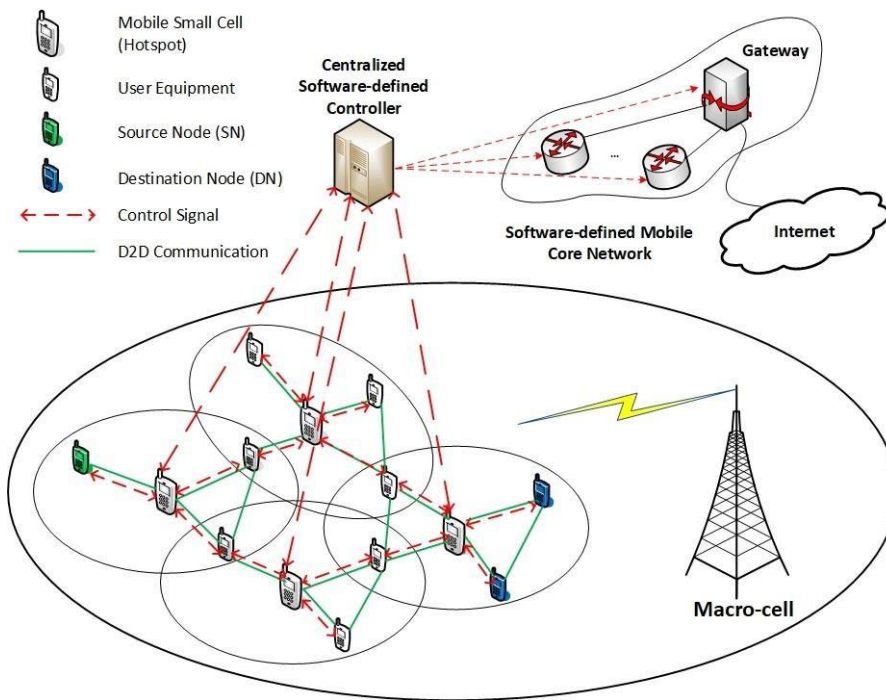 Mobile Small Cell
(Hotspot)
User Equipment
Source Node (SN)
Destination Node (DN)
Control Signal
D2D Communication
Centralized
Software-defined
Controller
Gateway
...
Software-defined Mobile
Core Network
Internet
Macro-cell